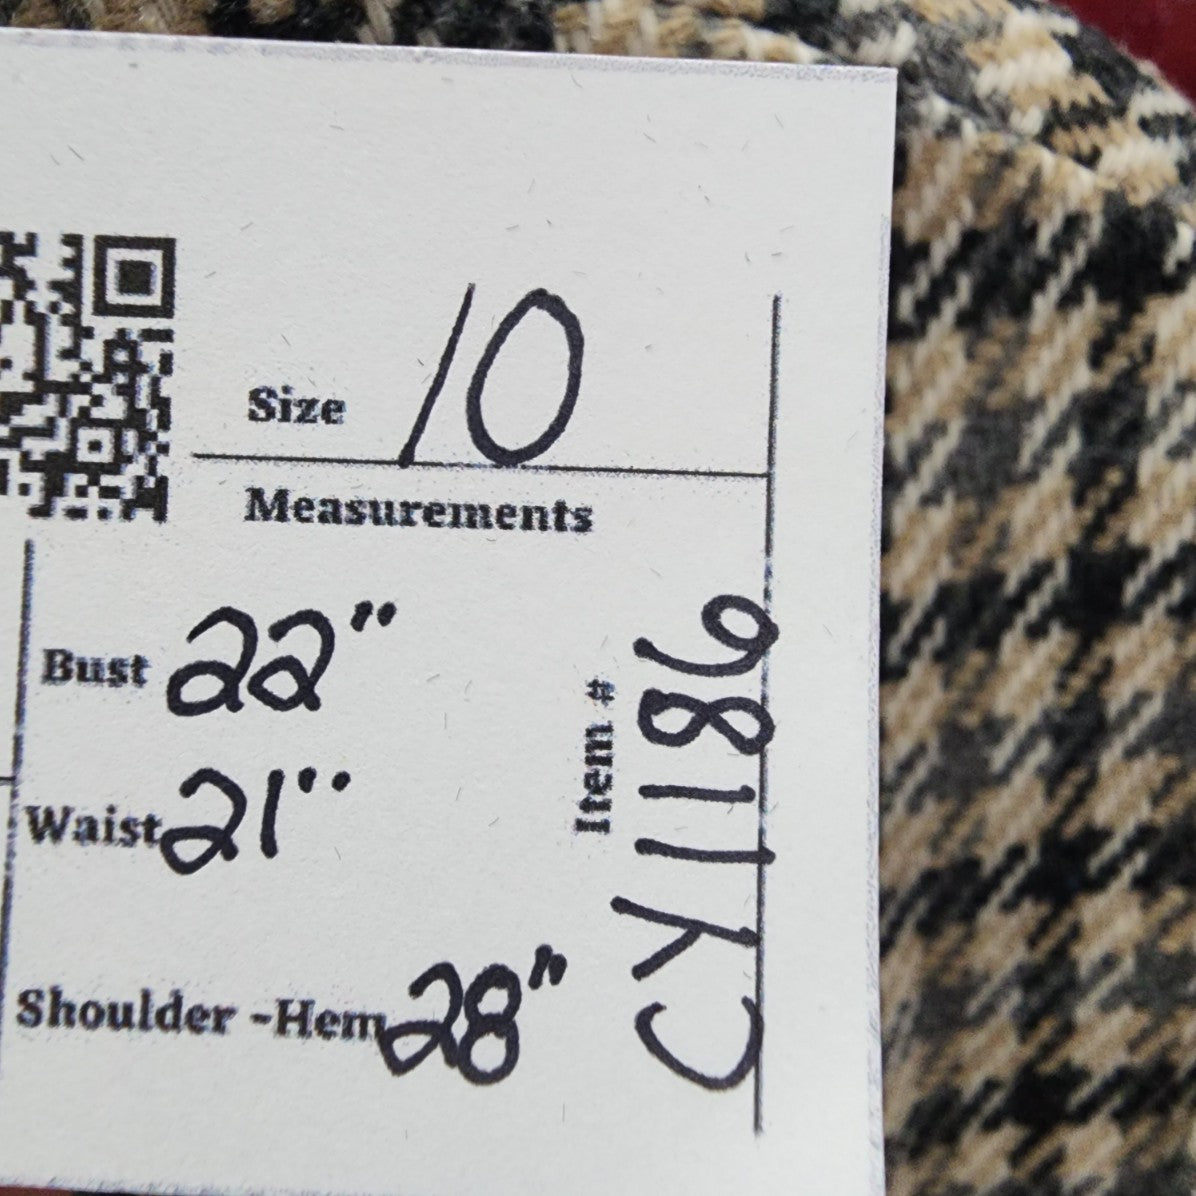 Size 10
Measurements
Bust 22"
Waist 21"
Shoulder ~Hem 28"
Item # CY1186